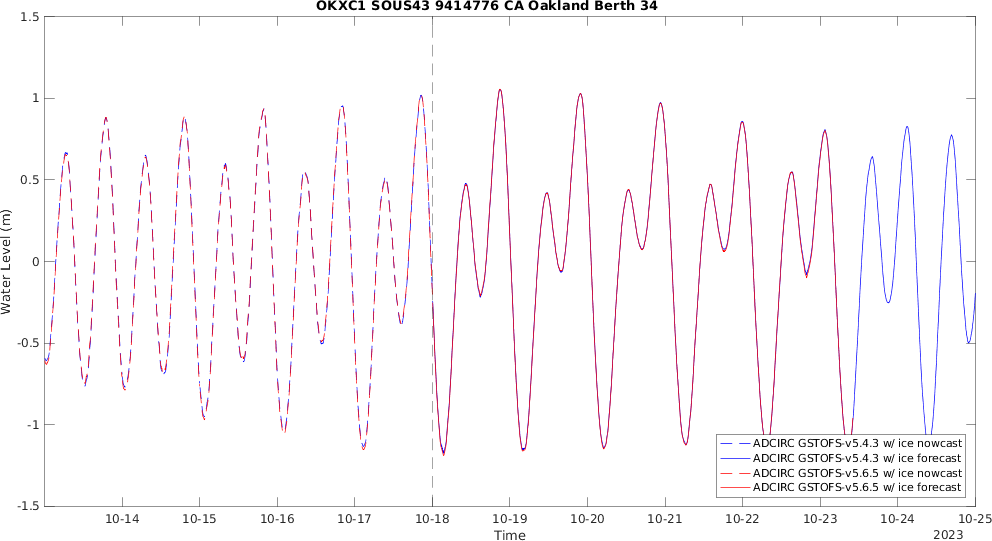 OKXC1 SOUS43 9414776 CA Oakland Berth 34
1.5
1
0.5
0
-0.5
-1
-1.5
Water Level (m)
10-14
10-15
10-16
10-17
10-18
10-19
10-20
10-21
10-22
10-23
10-24
10-25
Time
2023
ADCIRC GSTOFS-v5.4.3 w/ ice nowcast
ADCIRC GSTOFS-v5.4.3 w/ ice forecast
ADCIRC GSTOFS-v5.6.5 w/ ice nowcast
ADCIRC GSTOFS-v5.6.5 w/ ice forecast